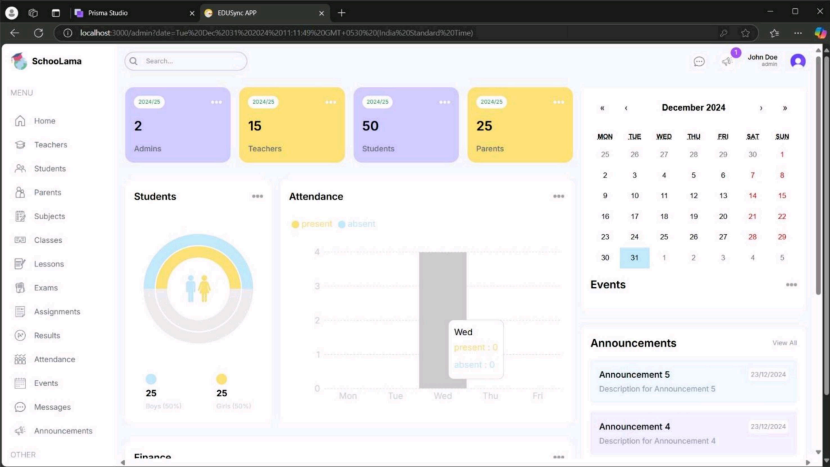 Prisma Studio
EDUSync APP
localhost:3000/admin?date=Tue%20Dec%2031%202024%2011:11:49%20GMT+0530%20(India%20Standard%20Time)
SchooLama
Search...
1
John Doe
admin
MENU
Home
Teachers
Students
Parents
Subjects
Classes
Lessons
Exams
Assignments
Results
Attendance
Events
Messages
Announcements
OTHER
2024/25
2
Admins
2024/25
15
Teachers
2024/25
50
Students
2024/25
25
Parents
Students
25
Boys (50%)
25
Girls (50%)
Attendance
present absent
4
3
2
1
0
Mon Tue Wed Thu Fri
Wed
present : 0
absent : 0
Finance
« ‹ December 2024 › »
MON TUE WED THU FRI SAT SUN
25 26 27 28 29 30 1
2 3 4 5 6 7 8
9 10 11 12 13 14 15
16 17 18 19 20 21 22
23 24 25 26 27 28 29
30 31 1 2 3 4 5
Events
Announcements View All
Announcement 5 23/12/2024
Description for Announcement 5
Announcement 4 23/12/2024
Description for Announcement 4